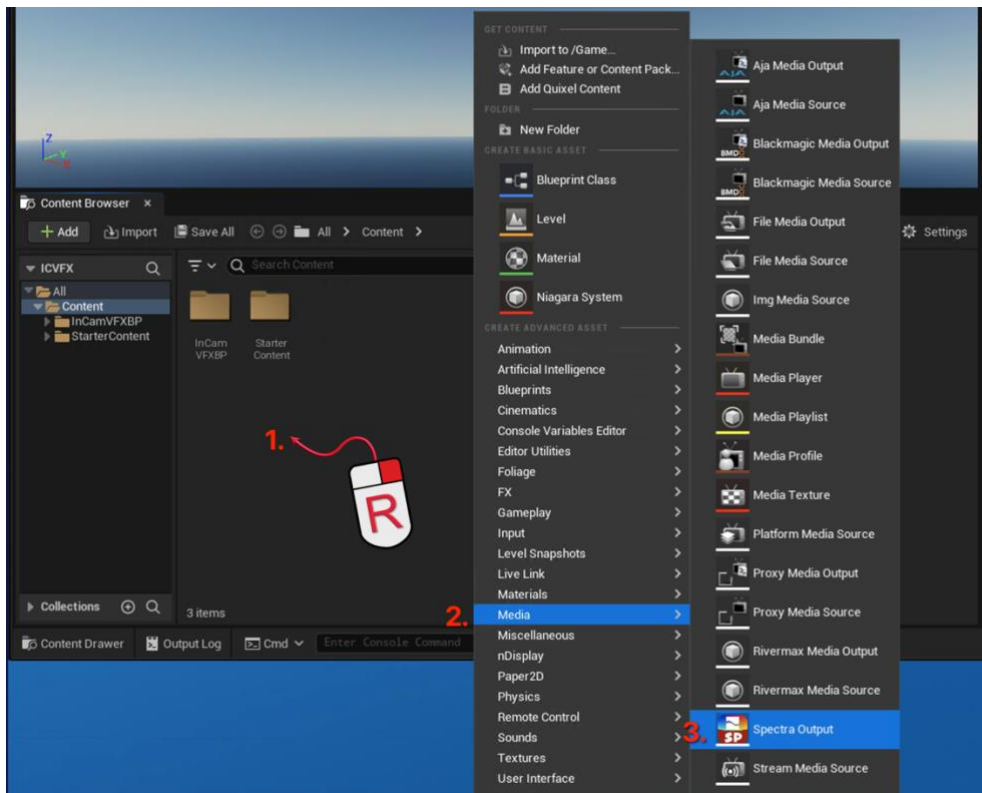 GET CONTENT
Import to /Game...
Add Feature or Content Pack...
Add Quixel Content
FOLDER
New Folder
CREATE BASIC ASSET
Blueprint Class
Level
Material
Niagara System
CREATE ADVANCED ASSET
Animation
Artificial Intelligence
Blueprints
Cinematics
Console Variables Editor
Editor Utilities
Foliage
FX
Gameplay
Input
Level Snapshots
Live Link
Materials
2. Media
Miscellaneous
nDisplay
Paper2D
Physics
Remote Control
Sounds
Textures
User Interface
AJA Aja Media Output
AJA Aja Media Source
BMD Blackmagic Media Output
BMD Blackmagic Media Source
File Media Output
File Media Source
Img Media Source
Media Bundle
Media Player
Media Playlist
Media Profile
Media Texture
Platform Media Source
Proxy Media Output
Proxy Media Source
Rivermax Media Output
Rivermax Media Source
3. SP Spectra Output
Stream Media Source
Z
Y
X
Content Browser ×
+ Add Import Save All All > Content > Settings
ICVFX
Search Content
All
Content
InCamVFXBP
StarterContent
InCam
VFXBP
Starter
Content
1.
R
Collections
3 items
Content Drawer Output Log Cmd Enter Console Command